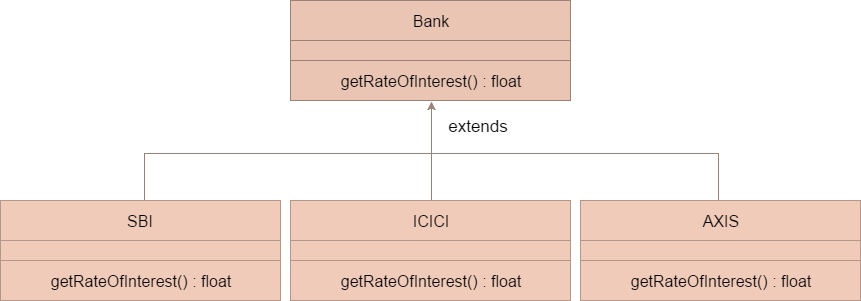 Bank
getRateOfInterest() : float
extends
SBI
ICICI
AXIS
getRateOfInterest() : float
getRateOfInterest() : float
getRateOfInterest() : float